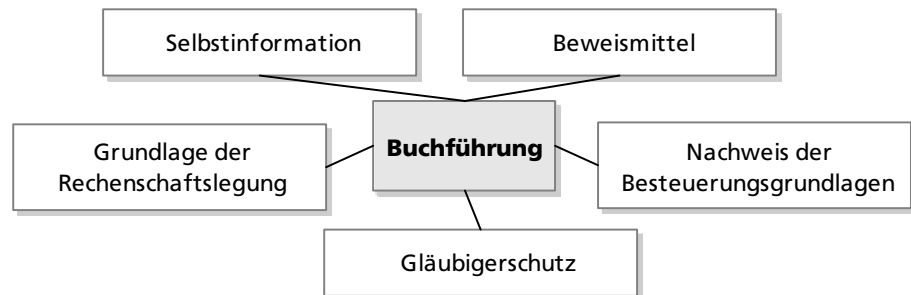 Selbstinformation
Beweismittel
Grundlage der
Rechenschaftslegung
Buchführung
Nachweis der
Besteuerungsgrundlagen
Gläubigerschutz